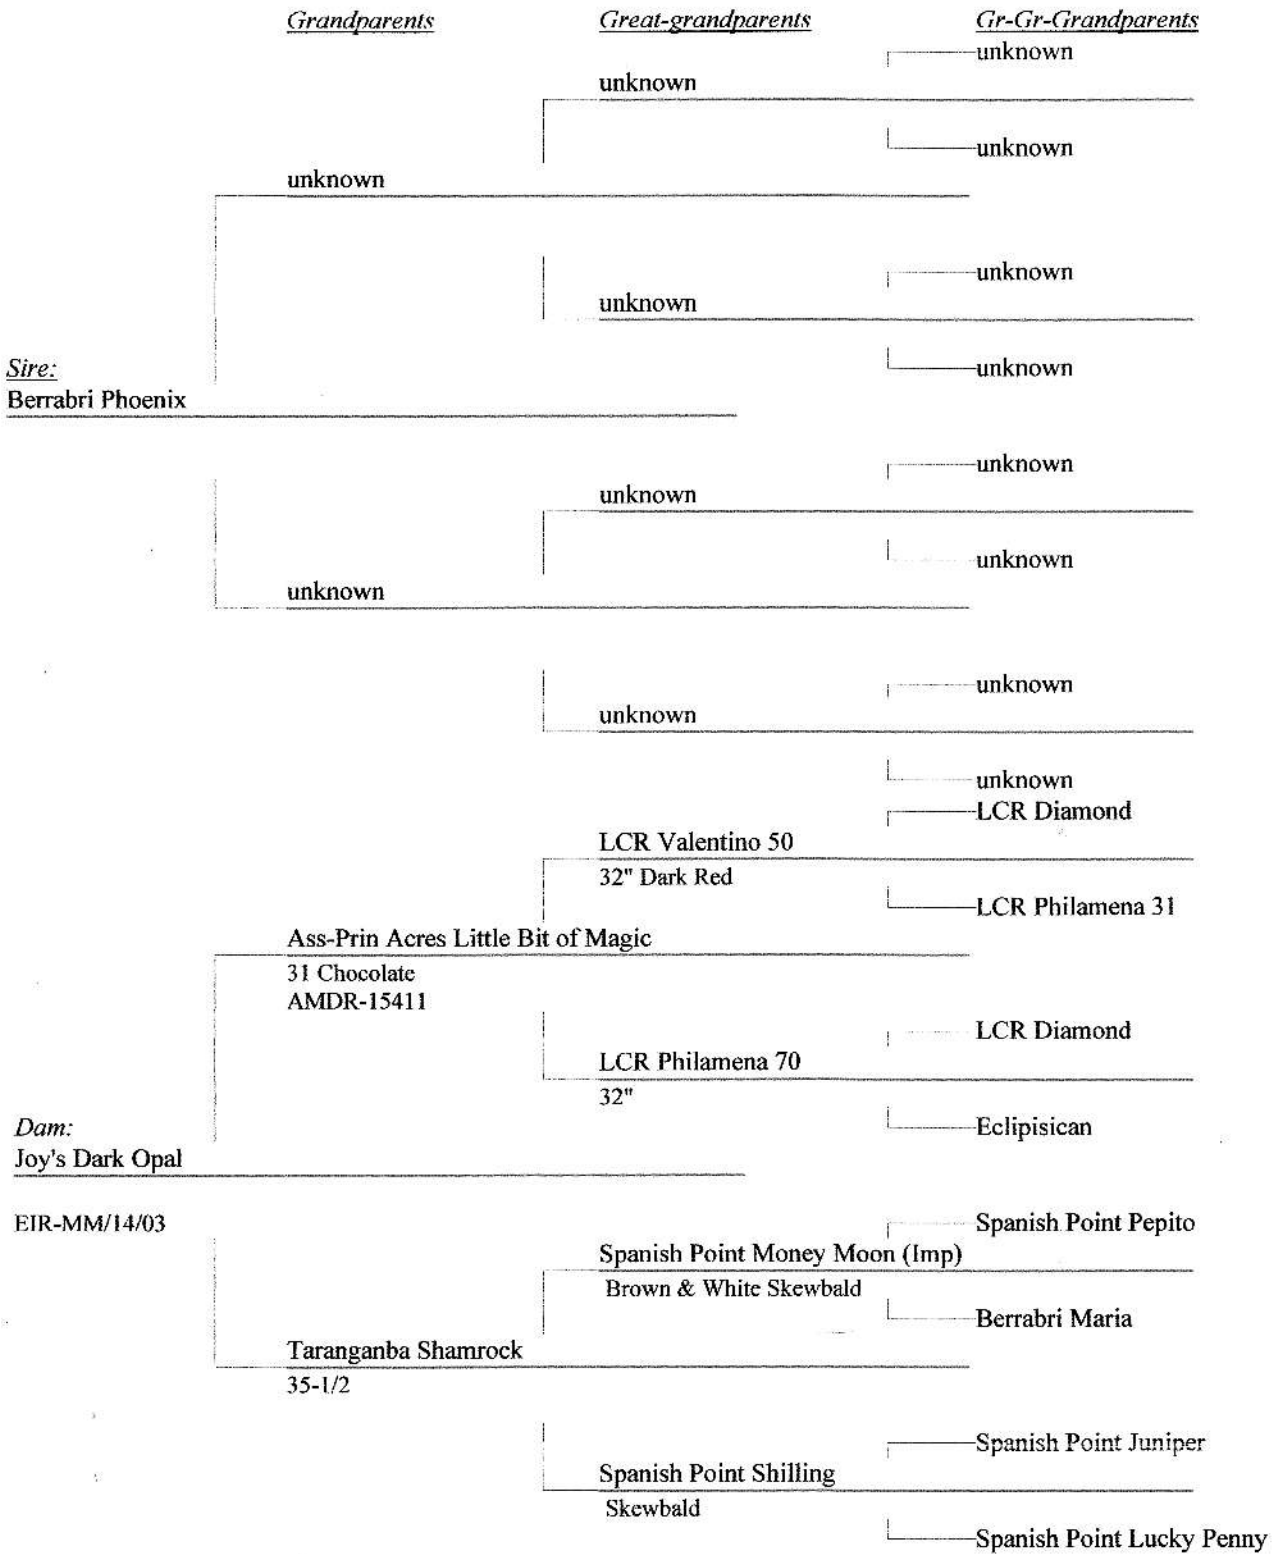 Grandparents Great-grandparents Gr-Gr-Grandparents
unknown
unknown
unknown
unknown
unknown
unknown
unknown
Sire:
Berrabri Phoenix
unknown
unknown
unknown
unknown
unknown
unknown
unknown
unknown
LCR Diamond
LCR Valentino 50
32" Dark Red
LCR Philamena 31
Ass-Prin Acres Little Bit of Magic
31 Chocolate
AMDR-15411
LCR Diamond
LCR Philamena 70
32"
Eclipisican
Dam:
Joy's Dark Opal
EIR-MM/14/03
Spanish Point Pepito
Spanish Point Money Moon (Imp)
Brown & White Skewbald
Berrabri Maria
Taranganba Shamrock
35-1/2
Spanish Point Juniper
Spanish Point Shilling
Skewbald
Spanish Point Lucky Penny